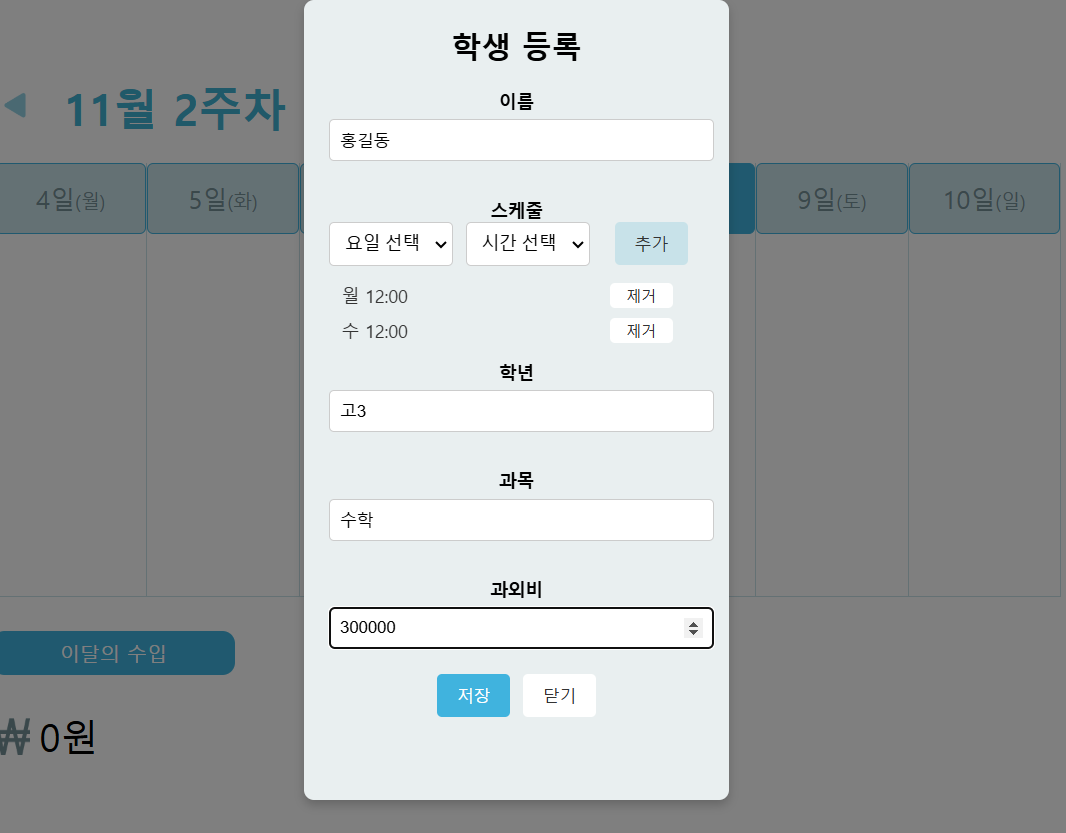 학생 등록
이름
홍길동
스케줄
요일 선택 시간 선택 추가
월 12:00 제거
수 12:00 제거
학년
고3
과목
수학
과외비
300000
저장 닫기
11월 2주차
4일(월) 5일(화) 9일(토) 10일(일)
이달의 수입
₩ 0원